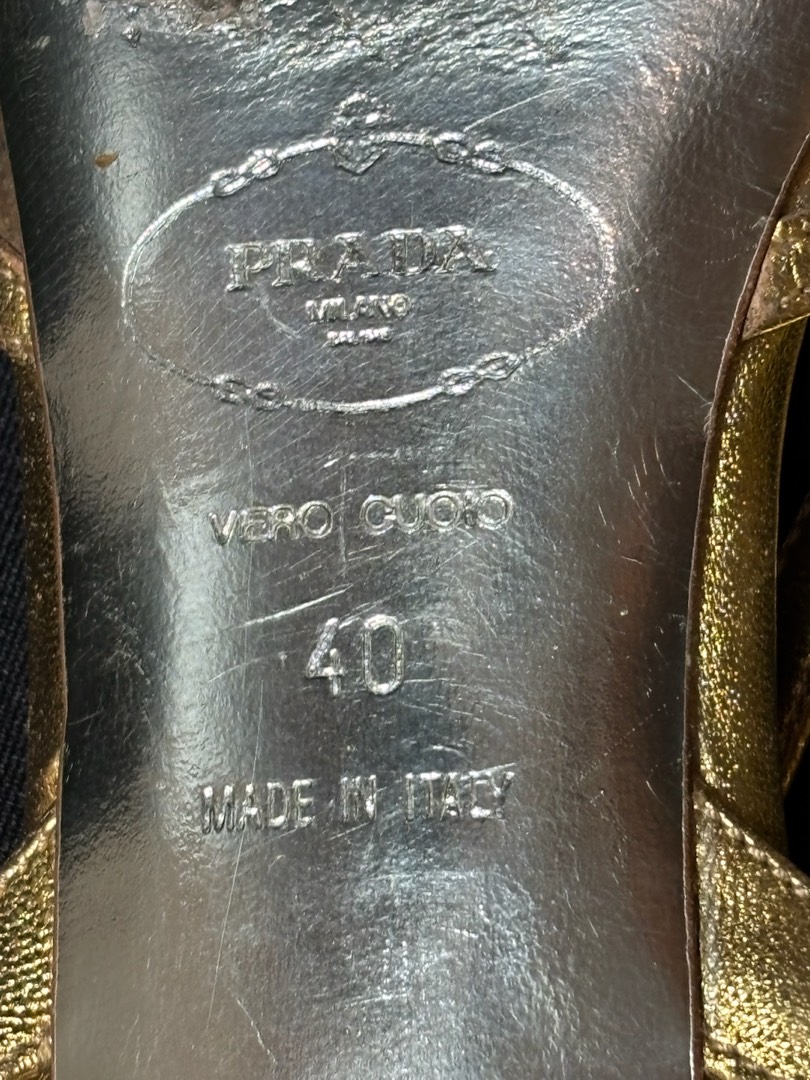 PRADA
MILANO
VERO CUOIO
40
MADE IN ITALY